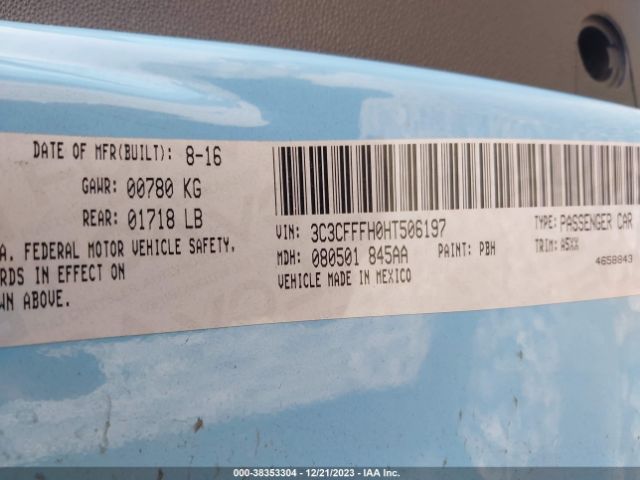 DATE OF MFR(BUILT): 8-16
GAWR: 00780 KG
REAR: 01718 LB
A. FEDERAL MOTOR VEHICLE SAFETY,
RDS IN EFFECT ON
WN ABOVE.
VIN: 3C3CFFFH0HT506197
TYPE: PASSENGER CAR
MDH: 080501 845AA
PAINT: PBH
TRIM: A5XX
VEHICLE MADE IN MEXICO
4658843
000-38353304 • 12/21/2023 • IAA Inc.